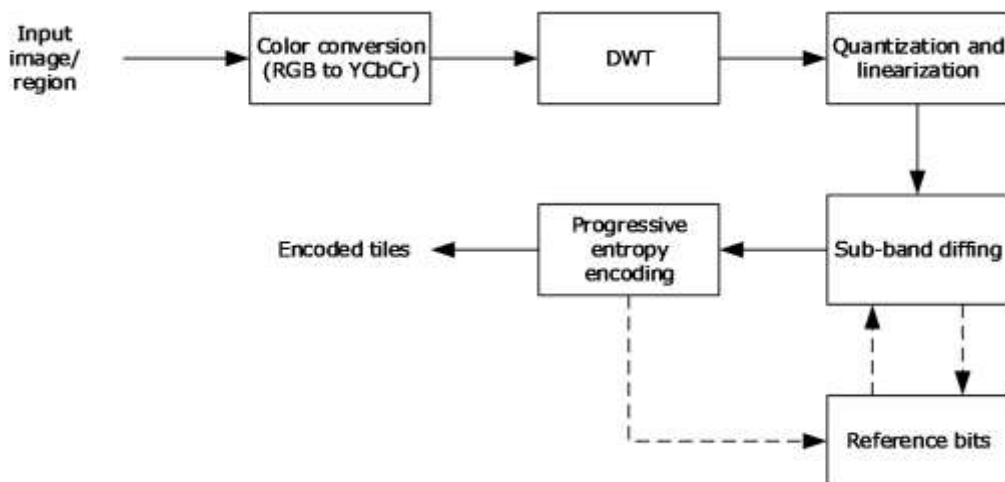 Input
image/
region
Color conversion
(RGB to YCbCr)
DWT
Quantization and
linearization
Encoded tiles
Progressive
entropy
encoding
Sub-band diffing
Reference bits